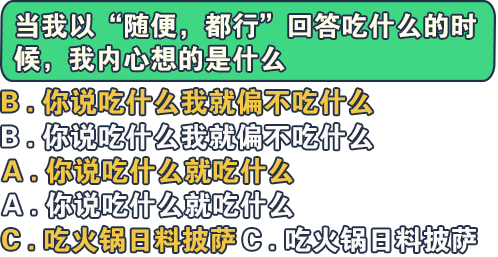 当我以“随便，都行”回答吃什么的时
候，我内心想的是什么
B．你说吃什么我就偏不吃什么
B．你说吃什么我就偏不吃什么
A．你说吃什么就吃什么
A．你说吃什么就吃什么
C．吃火锅日料披萨 C．吃火锅日料披萨